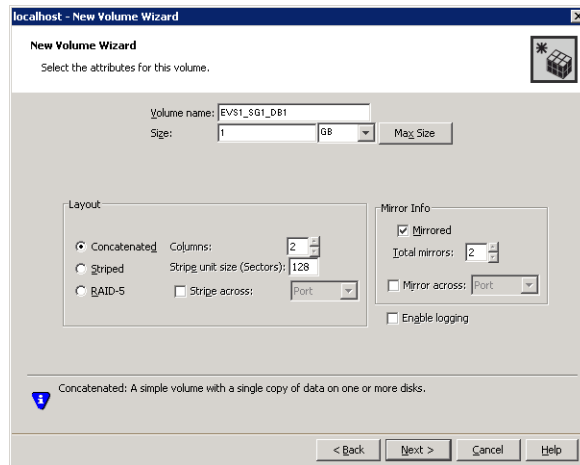 localhost - New Volume Wizard
New Volume Wizard
Select the attributes for this volume.
Volume name: EVS1_SG1_DB1
Size: 1 GB Max Size
Layout
Concatenated Columns: 2
Striped Stripe unit size (Sectors): 128
RAID-5 Stripe across: Port
Mirror Info
Mirrored
Total mirrors: 2
Mirror across: Port
Enable logging
Concatenated: A simple volume with a single copy of data on one or more disks.
< Back Next > Cancel Help